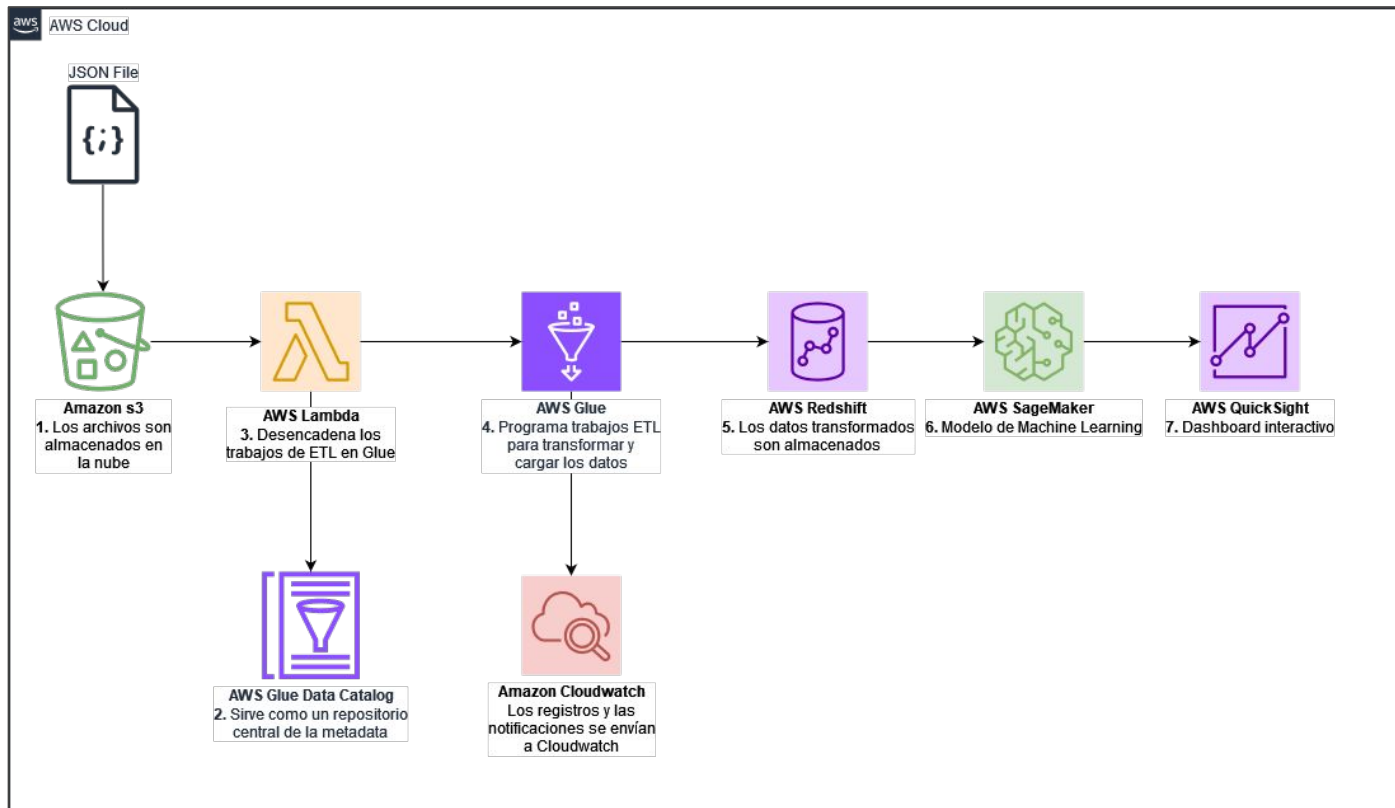 aws
AWS Cloud
JSON File
{;}
Amazon s3
1. Los archivos son
almacenados en
la nube
AWS Lambda
3. Desencadena los
trabajos de ETL en Glue
AWS Glue
4. Programa trabajos ETL
para transformar y
cargar los datos
AWS Redshift
5. Los datos transformados
son almacenados
AWS SageMaker
6. Modelo de Machine Learning
AWS QuickSight
7. Dashboard interactivo
AWS Glue Data Catalog
2. Sirve como un repositorio
central de la metadata
Amazon Cloudwatch
Los registros y las
notificaciones se envían
a Cloudwatch